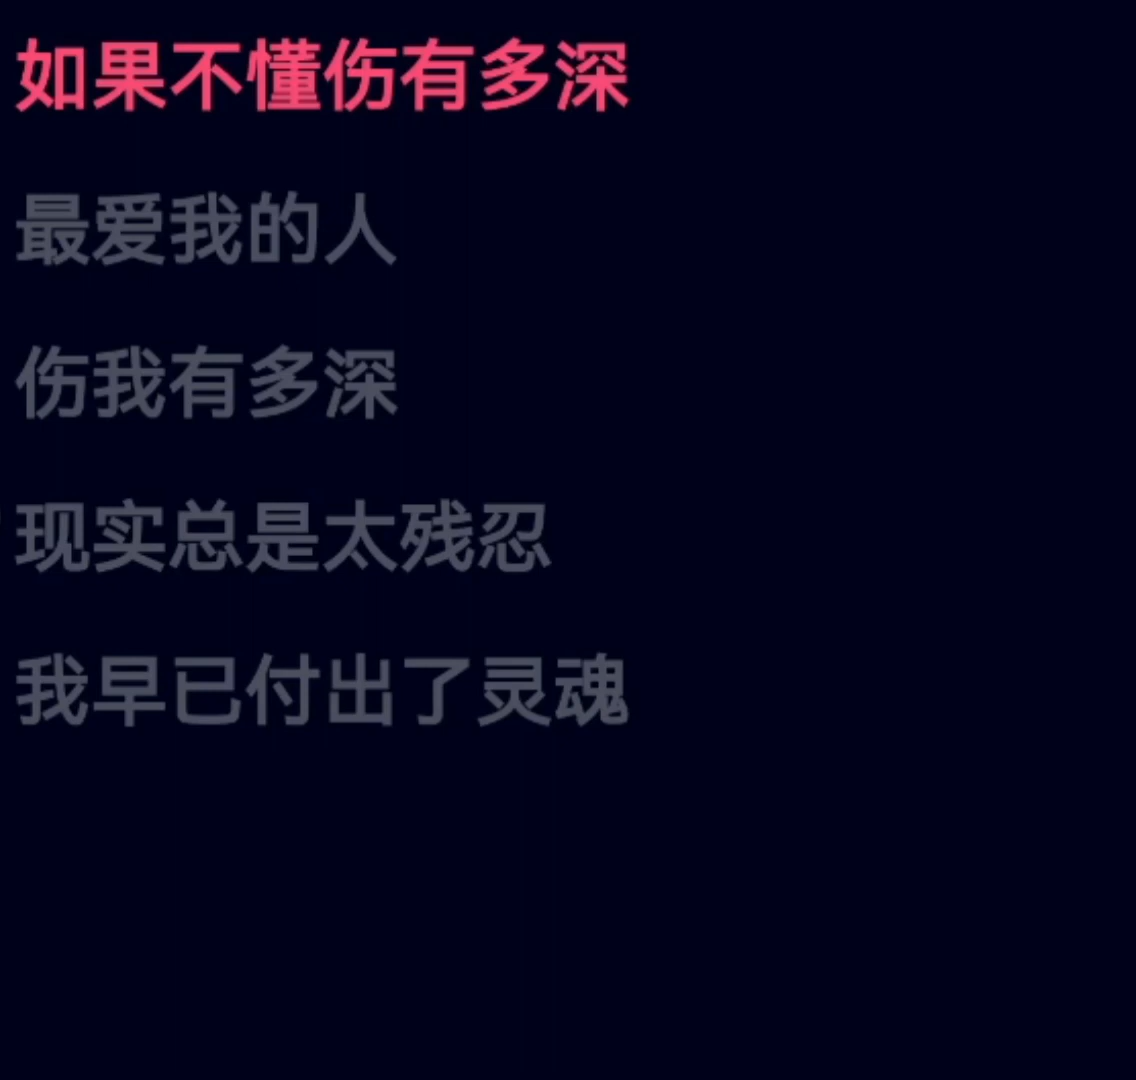 如果不懂伤有多深
最爱我的人
伤我有多深
现实总是太残忍
我早已付出了灵魂